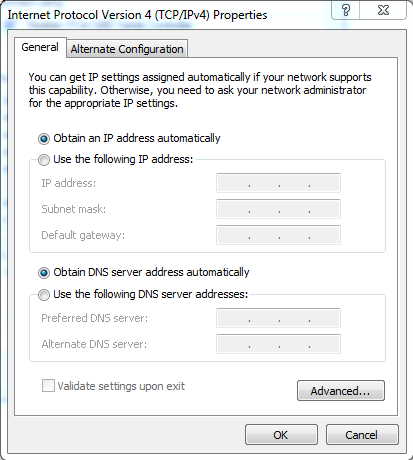 Internet Protocol Version 4 (TCP/IPv4) Properties
General
Alternate Configuration
You can get IP settings assigned automatically if your network supports
this capability. Otherwise, you need to ask your network administrator
for the appropriate IP settings.
Obtain an IP address automatically
Use the following IP address:
IP address:
Subnet mask:
Default gateway:
Obtain DNS server address automatically
Use the following DNS server addresses:
Preferred DNS server:
Alternate DNS server:
Validate settings upon exit
Advanced...
OK
Cancel